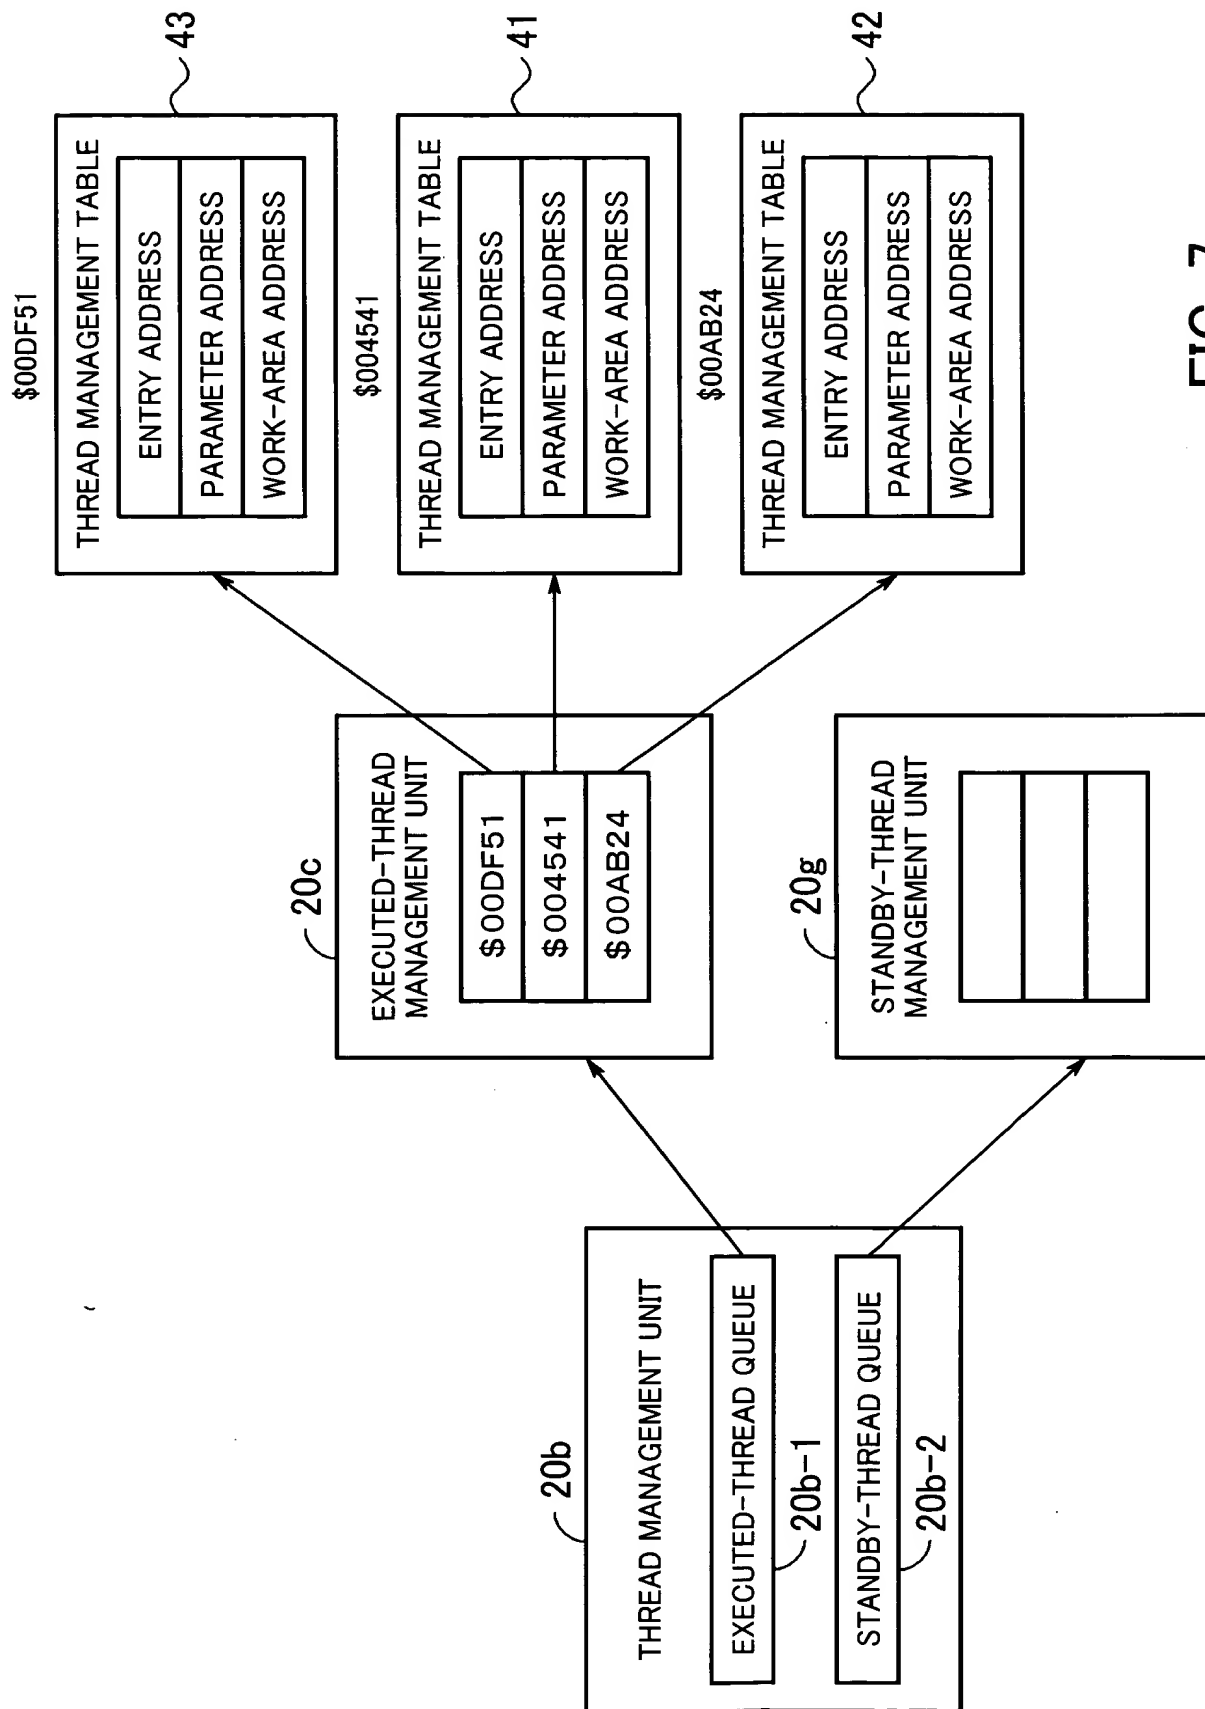 20b
THREAD MANAGEMENT UNIT
EXECUTED-THREAD QUEUE
20b-1
STANDBY-THREAD QUEUE
20b-2
20c
EXECUTED-THREAD
MANAGEMENT UNIT
$00DF51
$004541
$00AB24
20g
STANDBY-THREAD
MANAGEMENT UNIT
$00DF51
THREAD MANAGEMENT TABLE
ENTRY ADDRESS
PARAMETER ADDRESS
WORK-AREA ADDRESS
43
$004541
THREAD MANAGEMENT TABLE
ENTRY ADDRESS
PARAMETER ADDRESS
WORK-AREA ADDRESS
41
$00AB24
THREAD MANAGEMENT TABLE
ENTRY ADDRESS
PARAMETER ADDRESS
WORK-AREA ADDRESS
42
FIG. 7